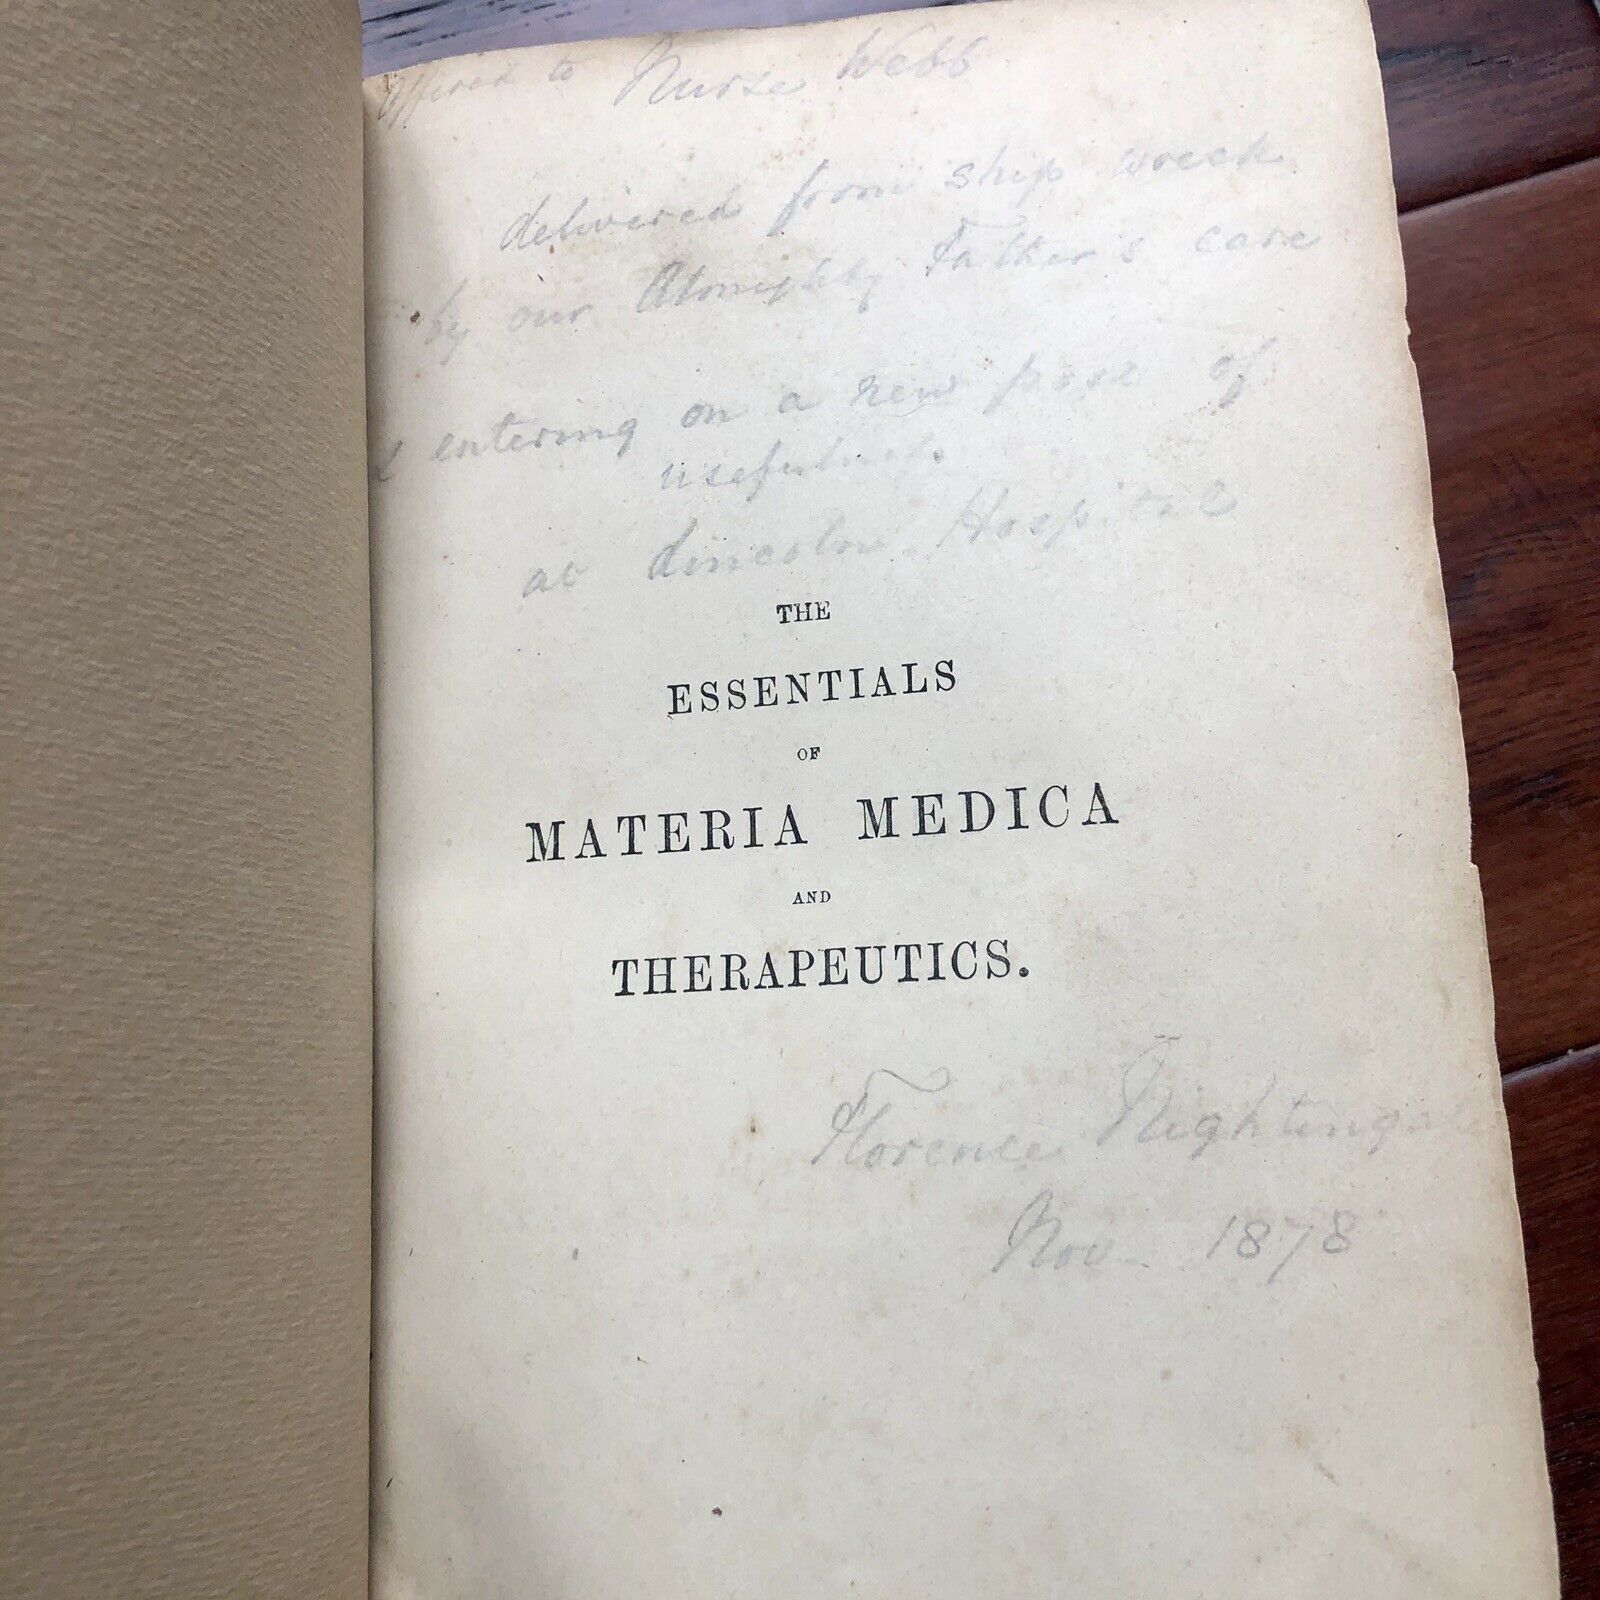 Offered to Nurse Webb
delivered from ship wreck
by our Almighty Father's care
& entering on a new post of
usefulness
at Lincoln Hospital
THE
ESSENTIALS
OF
MATERIA MEDICA
AND
THERAPEUTICS.
Florence Nightingale
Nov 1878